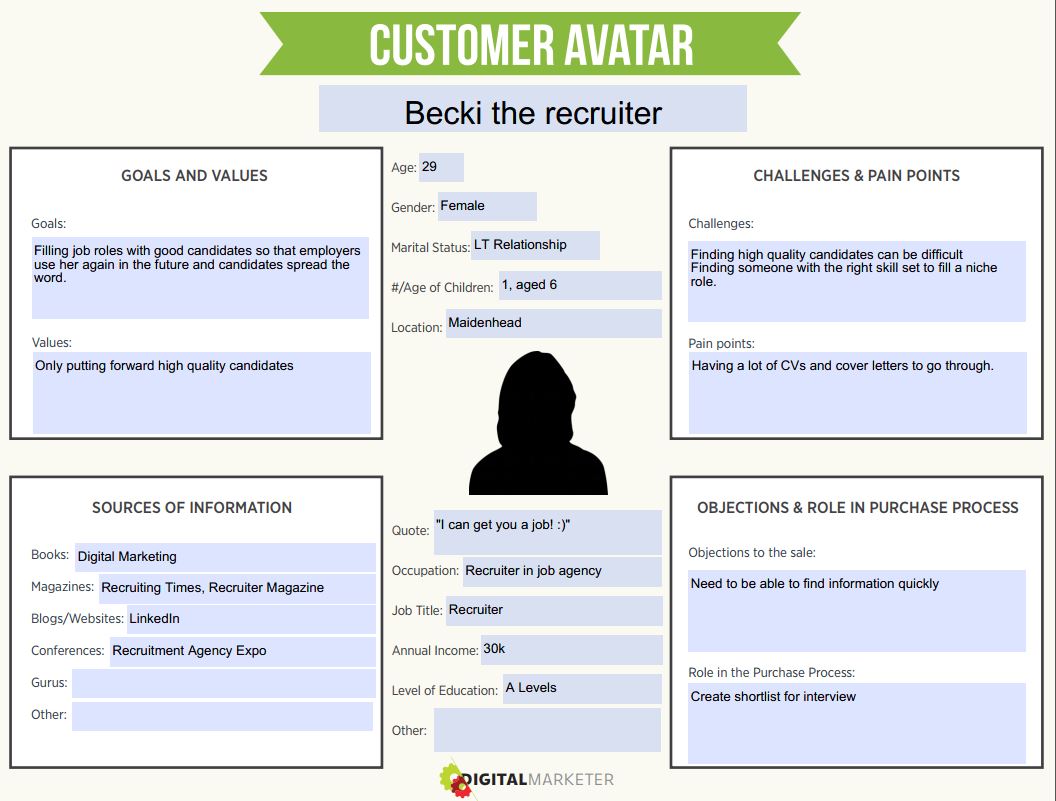 CUSTOMER AVATAR
Becki the recruiter
GOALS AND VALUES
Goals:
Filling job roles with good candidates so that employers
use her again in the future and candidates spread the
word.
Values:
Only putting forward high quality candidates
Age: 29
Gender: Female
Marital Status: LT Relationship
#/Age of Children: 1, aged 6
Location: Maidenhead
CHALLENGES & PAIN POINTS
Challenges:
Finding high quality candidates can be difficult
Finding someone with the right skill set to fill a niche
role.
Pain points:
Having a lot of CVs and cover letters to go through.
SOURCES OF INFORMATION
Books: Digital Marketing
Magazines: Recruiting Times, Recruiter Magazine
Blogs/Websites: LinkedIn
Conferences: Recruitment Agency Expo
Gurus:
Other:
Quote: "I can get you a job! :)"
Occupation: Recruiter in job agency
Job Title: Recruiter
Annual Income: 30k
Level of Education: A Levels
Other:
OBJECTIONS & ROLE IN PURCHASE PROCESS
Objections to the sale:
Need to be able to find information quickly
Role in the Purchase Process:
Create shortlist for interview
DIGITALMARKETER